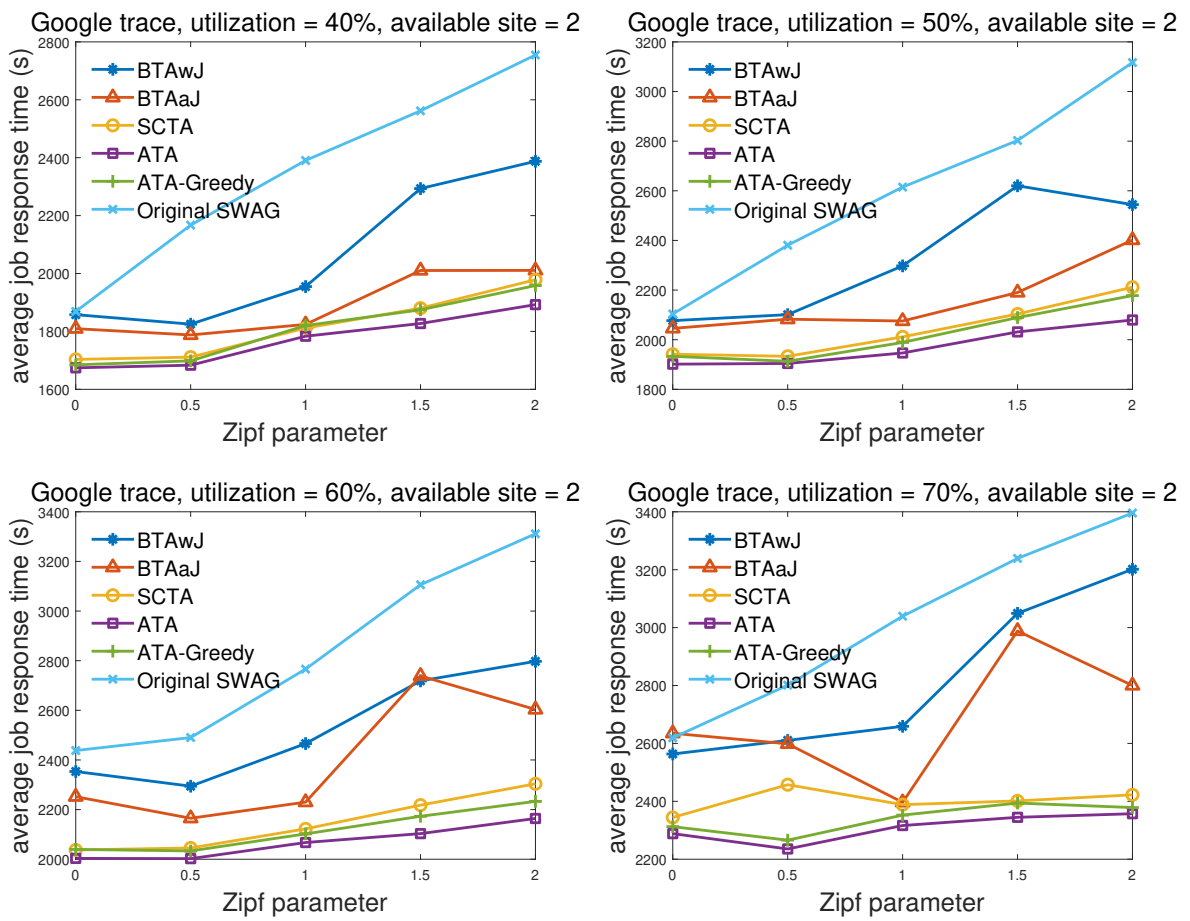 Google trace, utilization = 40%, available site = 2
average job response time (s)
2800
2600
2400
2200
2000
1800
1600
BTAwJ
BTAaJ
SCTA
ATA
ATA-Greedy
Original SWAG
0 0.5 1 1.5 2
Zipf parameter
Google trace, utilization = 50%, available site = 2
average job response time (s)
3200
3000
2800
2600
2400
2200
2000
1800
BTAwJ
BTAaJ
SCTA
ATA
ATA-Greedy
Original SWAG
0 0.5 1 1.5 2
Zipf parameter
Google trace, utilization = 60%, available site = 2
average job response time (s)
3400
3200
3000
2800
2600
2400
2200
2000
BTAwJ
BTAaJ
SCTA
ATA
ATA-Greedy
Original SWAG
0 0.5 1 1.5 2
Zipf parameter
Google trace, utilization = 70%, available site = 2
average job response time (s)
3400
3200
3000
2800
2600
2400
2200
BTAwJ
BTAaJ
SCTA
ATA
ATA-Greedy
Original SWAG
0 0.5 1 1.5 2
Zipf parameter